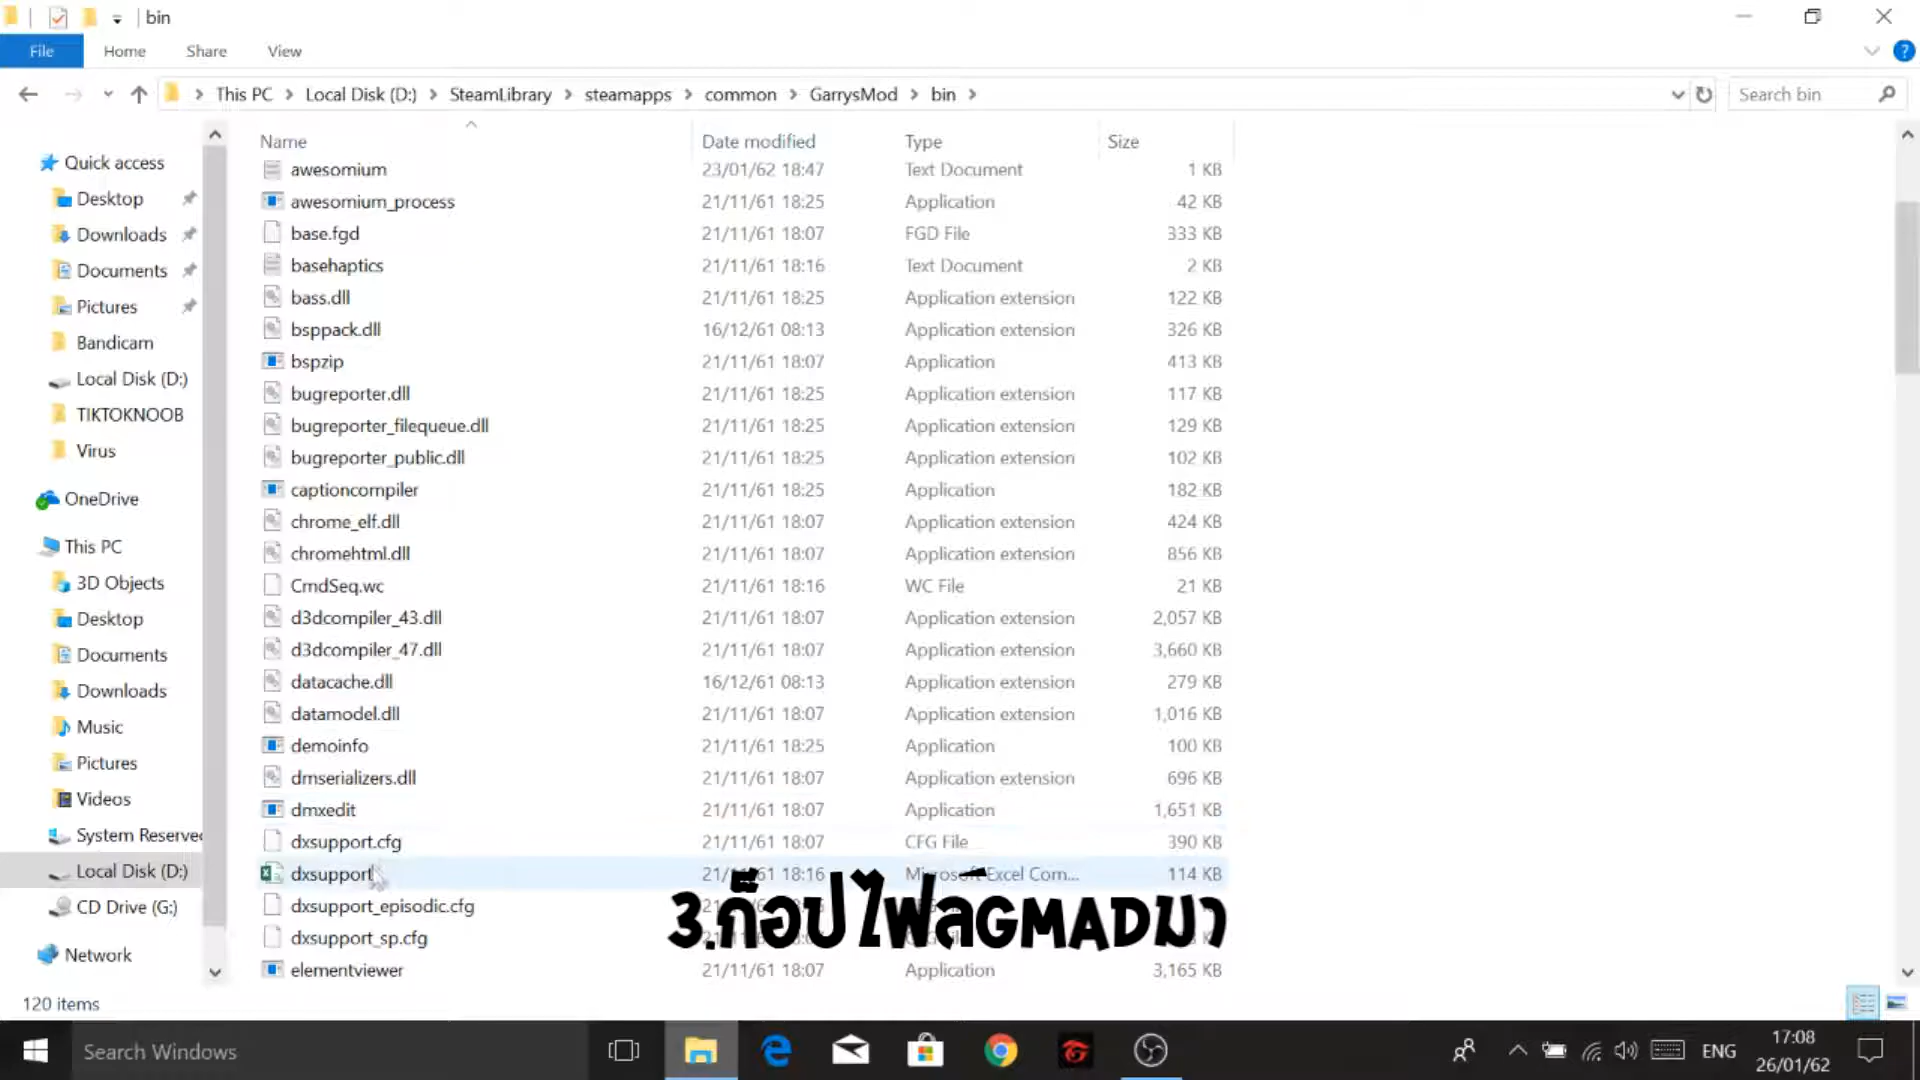 bin
File Home Share View
This PC Local Disk (D:) SteamLibrary steamapps common GarrysMod bin Search bin
Name Date modified Type Size
Quick access
Desktop
Downloads
Documents
Pictures
Bandicam
Local Disk (D:)
TIKTOKNOOB
Virus
OneDrive
This PC
3D Objects
Desktop
Documents
Downloads
Music
Pictures
Videos
System Reserved
Local Disk (D:)
CD Drive (G:)
Network
awesomium 23/01/62 18:47 Text Document 1 KB
awesomium_process 21/11/61 18:25 Application 42 KB
base.fgd 21/11/61 18:07 FGD File 333 KB
basehaptics 21/11/61 18:16 Text Document 2 KB
bass.dll 21/11/61 18:25 Application extension 122 KB
bsppack.dll 16/12/61 08:13 Application extension 326 KB
bspzip 21/11/61 18:07 Application 413 KB
bugreporter.dll 21/11/61 18:25 Application extension 117 KB
bugreporter_filequeue.dll 21/11/61 18:25 Application extension 129 KB
bugreporter_public.dll 21/11/61 18:25 Application extension 102 KB
captioncompiler 21/11/61 18:25 Application 182 KB
chrome_elf.dll 21/11/61 18:07 Application extension 424 KB
chromehtml.dll 21/11/61 18:07 Application extension 856 KB
CmdSeq.wc 21/11/61 18:16 WC File 21 KB
d3dcompiler_43.dll 21/11/61 18:07 Application extension 2,057 KB
d3dcompiler_47.dll 21/11/61 18:07 Application extension 3,660 KB
datacache.dll 16/12/61 08:13 Application extension 279 KB
datamodel.dll 21/11/61 18:07 Application extension 1,016 KB
demoinfo 21/11/61 18:25 Application 100 KB
dmserializers.dll 21/11/61 18:07 Application extension 696 KB
dmxedit 21/11/61 18:07 Application 1,651 KB
dxsupport.cfg 21/11/61 18:07 CFG File 390 KB
dxsupport 21/11/61 18:16 Microsoft Excel Com... 114 KB
dxsupport_episodic.cfg
dxsupport_sp.cfg
elementviewer 21/11/61 18:07 Application 3,165 KB
3.ก็อปไฟล์GMADมา
120 items
Search Windows ENG 17:08
26/01/62